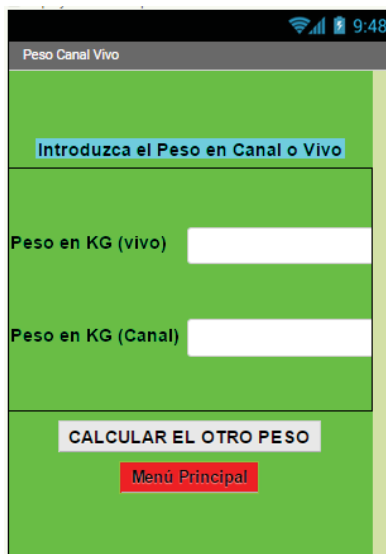 9:48
Peso Canal Vivo
Introduzca el Peso en Canal o Vivo
Peso en KG (vivo)
Peso en KG (Canal)
CALCULAR EL OTRO PESO
Menú Principal